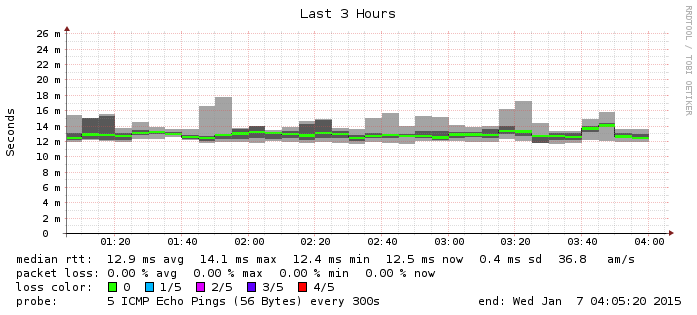 Last 3 Hours
RRDTOOL / TOBI OETIKER
Seconds
26 m
24 m
22 m
20 m
18 m
16 m
14 m
12 m
10 m
8 m
6 m
4 m
2 m
0
01:20 01:40 02:00 02:20 02:40 03:00 03:20 03:40 04:00
median rtt: 12.9 ms avg 14.1 ms max 12.4 ms min 12.5 ms now 0.4 ms sd 36.8 am/s
packet loss: 0.00 % avg 0.00 % max 0.00 % min 0.00 % now
loss color: 0 1/5 2/5 3/5 4/5
probe: 5 ICMP Echo Pings (56 Bytes) every 300s end: Wed Jan 7 04:05:20 2015